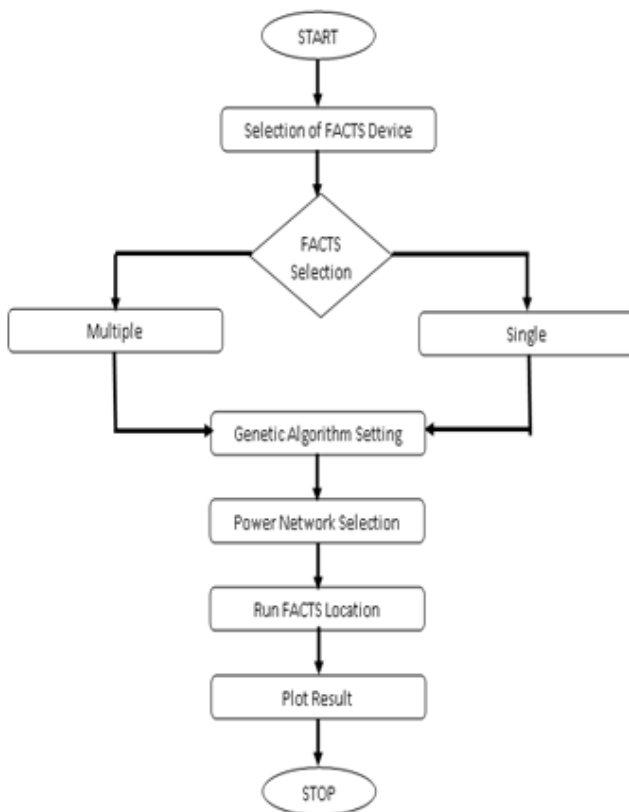 START
Selection of FACTS Device
FACTS
Selection
Multiple
Single
Genetic Algorithm Setting
Power Network Selection
Run FACTS Location
Plot Result
STOP